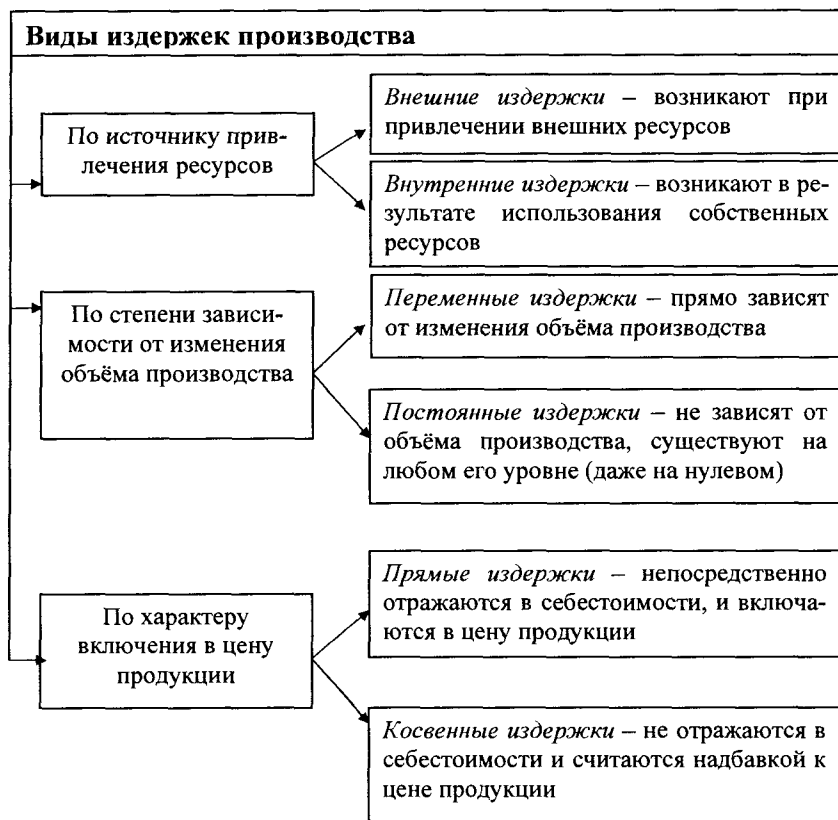 Виды издержек производства
По источнику прив-
лечения ресурсов
Внешние издержки – возникают при
привлечении внешних ресурсов
Внутренние издержки – возникают в ре-
зультате использования собственных
ресурсов
По степени зависи-
мости от изменения
объёма производства
Переменные издержки – прямо зависят
от изменения объёма производства
Постоянные издержки – не зависят от
объёма производства, существуют на
любом его уровне (даже на нулевом)
По характеру
включения в цену
продукции
Прямые издержки – непосредственно
отражаются в себестоимости, и включа-
ются в цену продукции
Косвенные издержки – не отражаются в
себестоимости и считаются надбавкой к
цене продукции